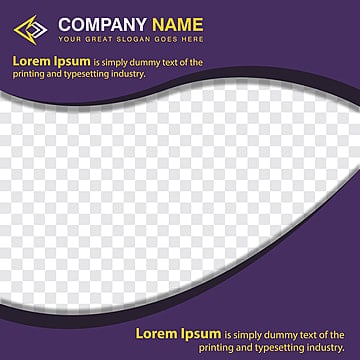 COMPANY NAME
YOUR GREAT SLOGAN GOES HERE
Lorem Ipsum is simply dummy text of the
printing and typesetting industry.
Lorem Ipsum is simply dummy text of the
printing and typesetting industry.